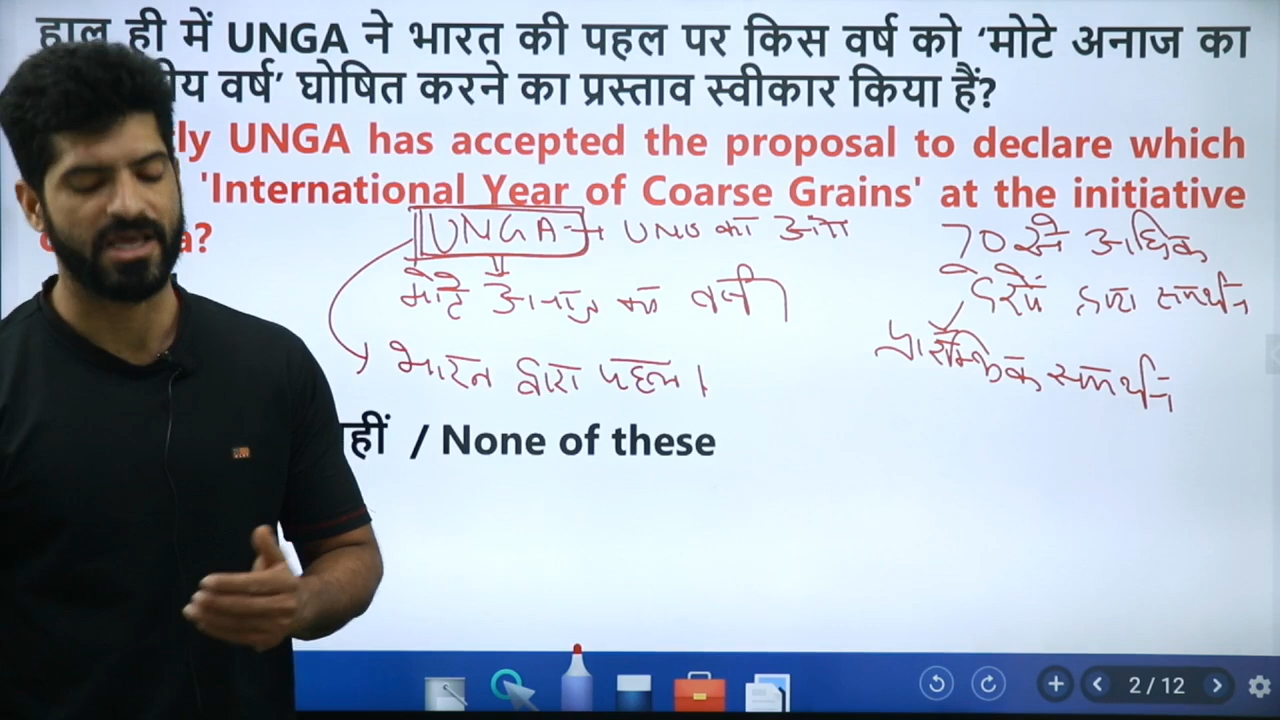 हाल ही में UNGA ने भारत की पहल पर किस वर्ष को ‘मोटे अनाज का
वर्ष’ घोषित करने का प्रस्ताव स्वीकार किया हैं?
UNGA has accepted the proposal to declare which
'International Year of Coarse Grains' at the initiative
UNGA → UNO का अंग
70 से अधिक
मोटे अनाज का वर्ष
देशों द्वारा समर्थन
प्रारम्भिक समर्थन
भारत द्वारा पहल।
/ None of these
2 / 12